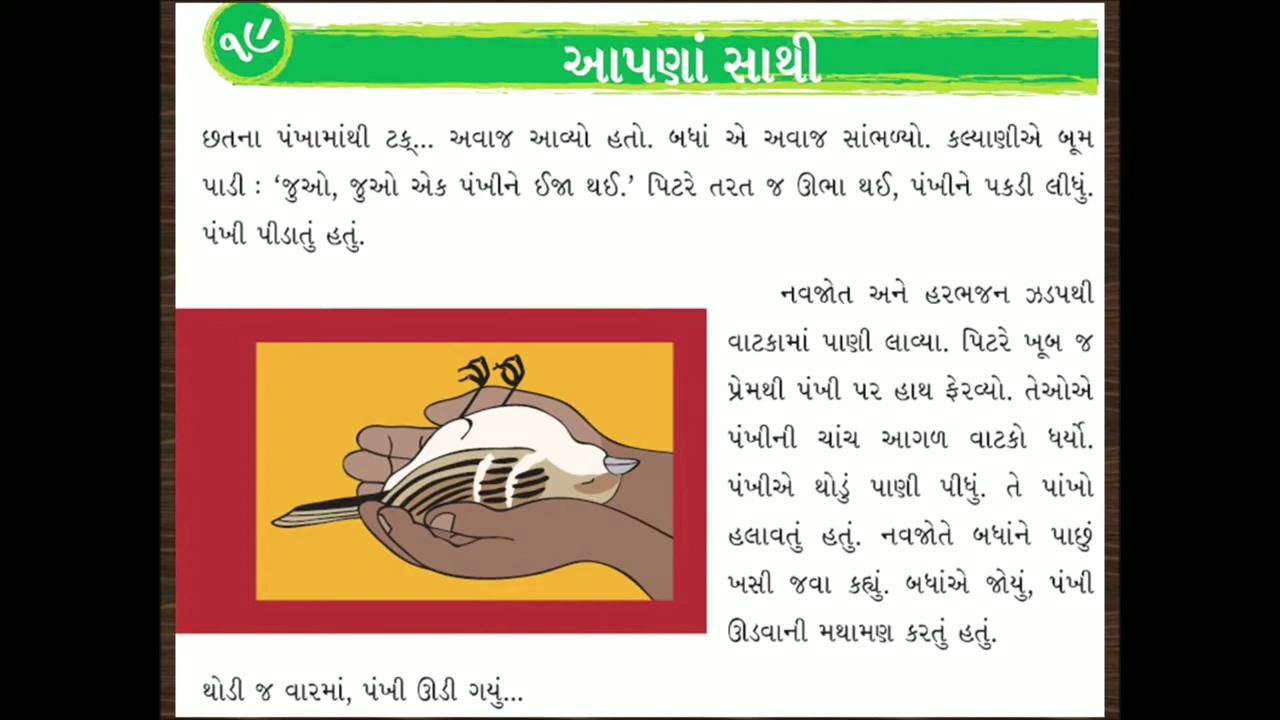 ૧૯
આપણાં સાથી
છતના પંખામાંથી ટક્... અવાજ આવ્યો હતો. બધાં એ અવાજ સાંભળ્યો. કલ્યાણીએ બૂમ
પાડી : ‘જુઓ, જુઓ એક પંખીને ઈજા થઈ.’ પિટરે તરત જ ઊભા થઈ, પંખીને પકડી લીધું.
પંખી પીડાતું હતું.
નવજોત અને હરભજન ઝડપથી
વાટકામાં પાણી લાવ્યા. પિટરે ખૂબ જ
પ્રેમથી પંખી પર હાથ ફેરવ્યો. તેઓએ
પંખીની ચાંચ આગળ વાટકો ધર્યો.
પંખીએ થોડું પાણી પીધું. તે પાંખો
હલાવતું હતું. નવજોતે બધાંને પાછું
ખસી જવા કહ્યું. બધાંએ જોયું, પંખી
ઊડવાની મથામણ કરતું હતું.
થોડી જ વારમાં, પંખી ઊડી ગયું...